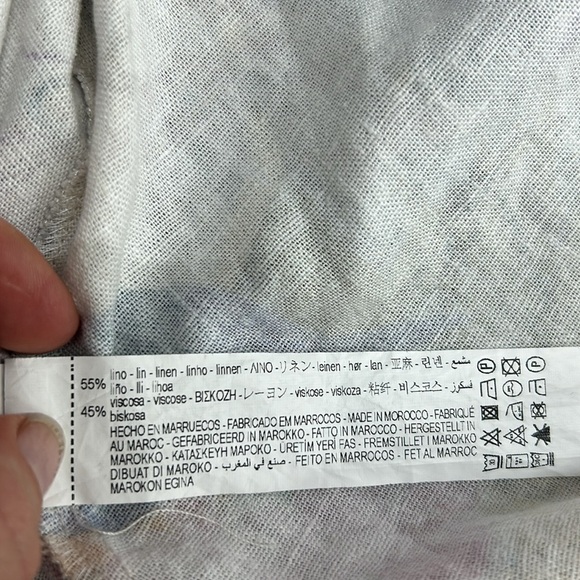 55% lino - lin - linen - linho - linnen - ΛΙΝΟ - リネン - leinen - hør - lan - 亚麻 - 린넨 - مشمع -
liño - lli - lihoa
45% viscosa - viscose - ΒΙΣΚΟΖΗ - レーヨン - viskose - viskoza - 粘纤 - 비스코스 - فسكوز -
biskosa
HECHO EN MARRUECOS - FABRICADO EM MARROCOS - MADE IN MOROCCO - FABRIQUÉ
AU MAROC - GEFABRICEERD IN MAROKKO - FATTO IN MAROCCO - HERGESTELLT IN
MAROKKO - ΚΑΤΑΣΚΕΥΗ ΜΑΡΟΚΟ - ÜRETİM YERİ FAS - FREMSTILLET I MAROKKO
DIBUAT DI MAROKO - صنع في المغرب - FEITO EN MARROCOS - FET AL MARROC
MAROKON EGINA
P
P